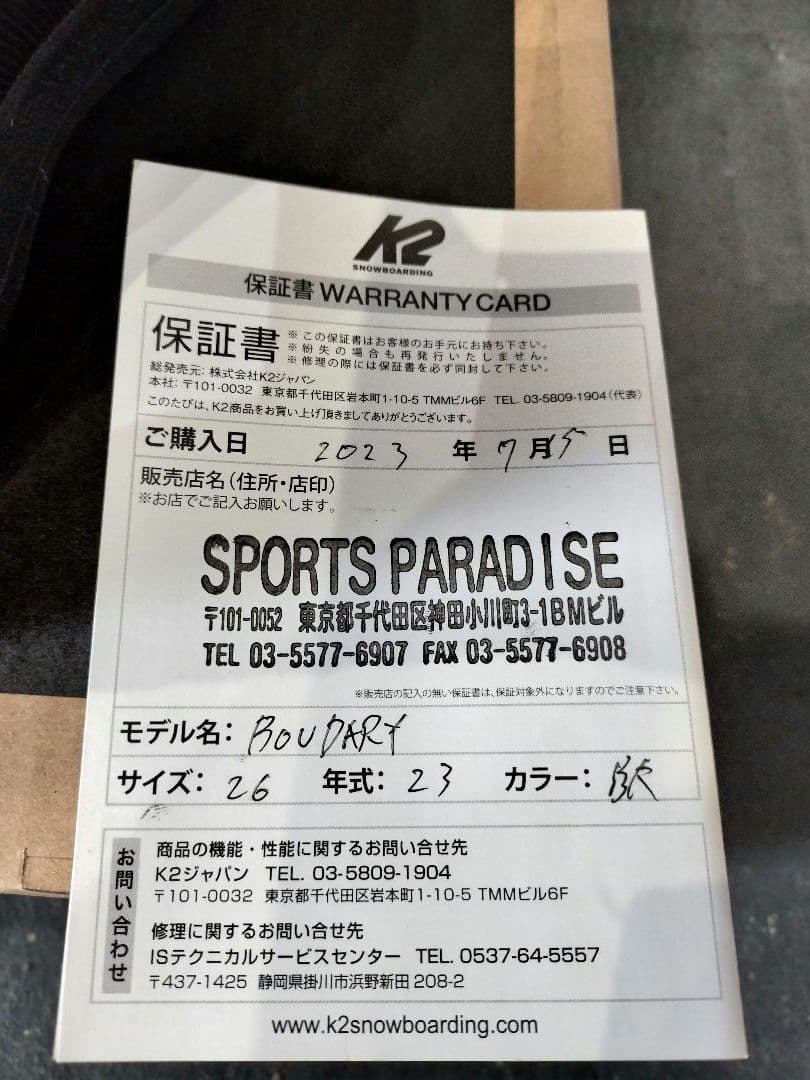 K2
SNOWBOARDING
保証書 WARRANTY CARD
保証書
※この保証書はお客様のお手元にお持ち下さい。
※紛失の場合も再発行いたしません。
※修理の際には保証書を必ず同封して下さい。
総発売元: 株式会社K2ジャパン
本社: 〒101-0032 東京都千代田区岩本町1-10-5 TMMビル6F TEL. 03-5809-1904(代表)
このたびは、K2商品をお買い上げ頂きましてありがとうございます。
ご購入日 2023 年 7 月 15 日
販売店名(住所・店印)
※お店でご記入お願いします。
SPORTS PARADISE
〒101-0052 東京都千代田区神田小川町3-1BMビル
TEL 03-5577-6907 FAX 03-5577-6908
※販売店の記入の無い保証書は、保証対象外になりますのでご注意下さい。
モデル名: BOUDARY
サイズ: 26 年式: 23 カラー: BK
お問い合わせ
商品の機能・性能に関するお問い合せ先
K2ジャパン TEL. 03-5809-1904
〒101-0032 東京都千代田区岩本町1-10-5 TMMビル6F
修理に関するお問い合せ先
ISテクニカルサービスセンター TEL. 0537-64-5557
〒437-1425 静岡県掛川市浜野新田 208-2
www.k2snowboarding.com